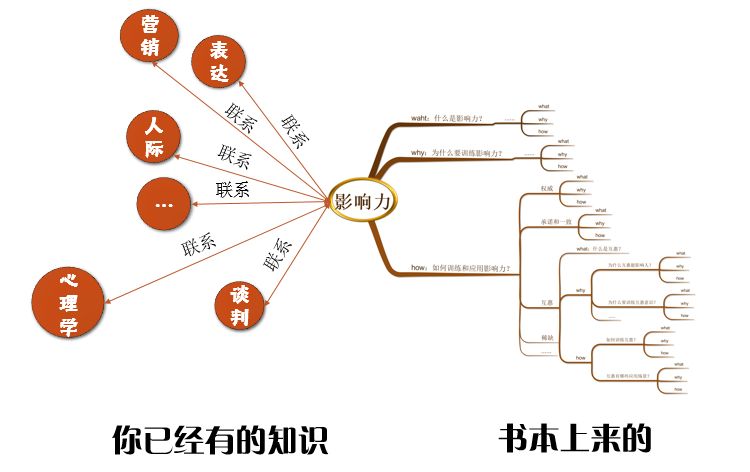 营销
表达
人际
...
心理学
谈判
联系
联系
联系
联系
联系
联系
影响力
waht：什么是影响力？
......
what
why
how
why：为什么要训练影响力？
......
what
why
how
how：如何训练和应用影响力？
权威
what
why
how
承诺和一致
what
why
how
互惠
what：什么是互惠？
why
为什么互惠能影响人？
what
why
how
为什么要训练互惠意识？
what
why
how
......
how
如何训练互惠？
what
why
how
互惠有哪些应用场景？
what
why
how
稀缺
......
你已经有的知识
书本上来的